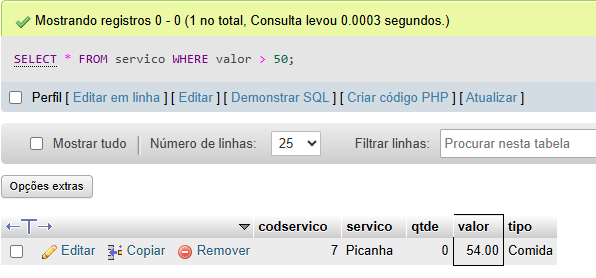 Mostrando registros 0 - 0 (1 no total, Consulta levou 0.0003 segundos.)
SELECT * FROM servico WHERE valor > 50;
Perfil [ Editar em linha ] [ Editar ] [ Demonstrar SQL ] [ Criar código PHP ] [ Atualizar ]
Mostrar tudo Número de linhas: 25 Filtrar linhas: Procurar nesta tabela
Opções extras
codservico servico qtde valor tipo
Editar Copiar Remover 7 Picanha 0 54.00 Comida